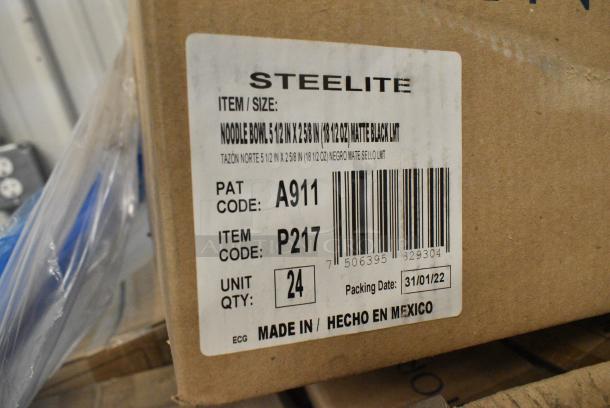 STEELITE
ITEM / SIZE:
NOODLE BOWL 5 1/2 IN X 2 5/8 IN (18 1/2 OZ) MATTE BLACK LMT
TAZÓN NORTE 5 1/2 IN X 2 5/8 IN (18 1/2 OZ) NEGRO MATE SELLO LMT
PAT CODE: A911
ITEM CODE: P217
7 506395 829304
UNIT QTY: 24
Packing Date: 31/01/22
ECG MADE IN / HECHO EN MEXICO